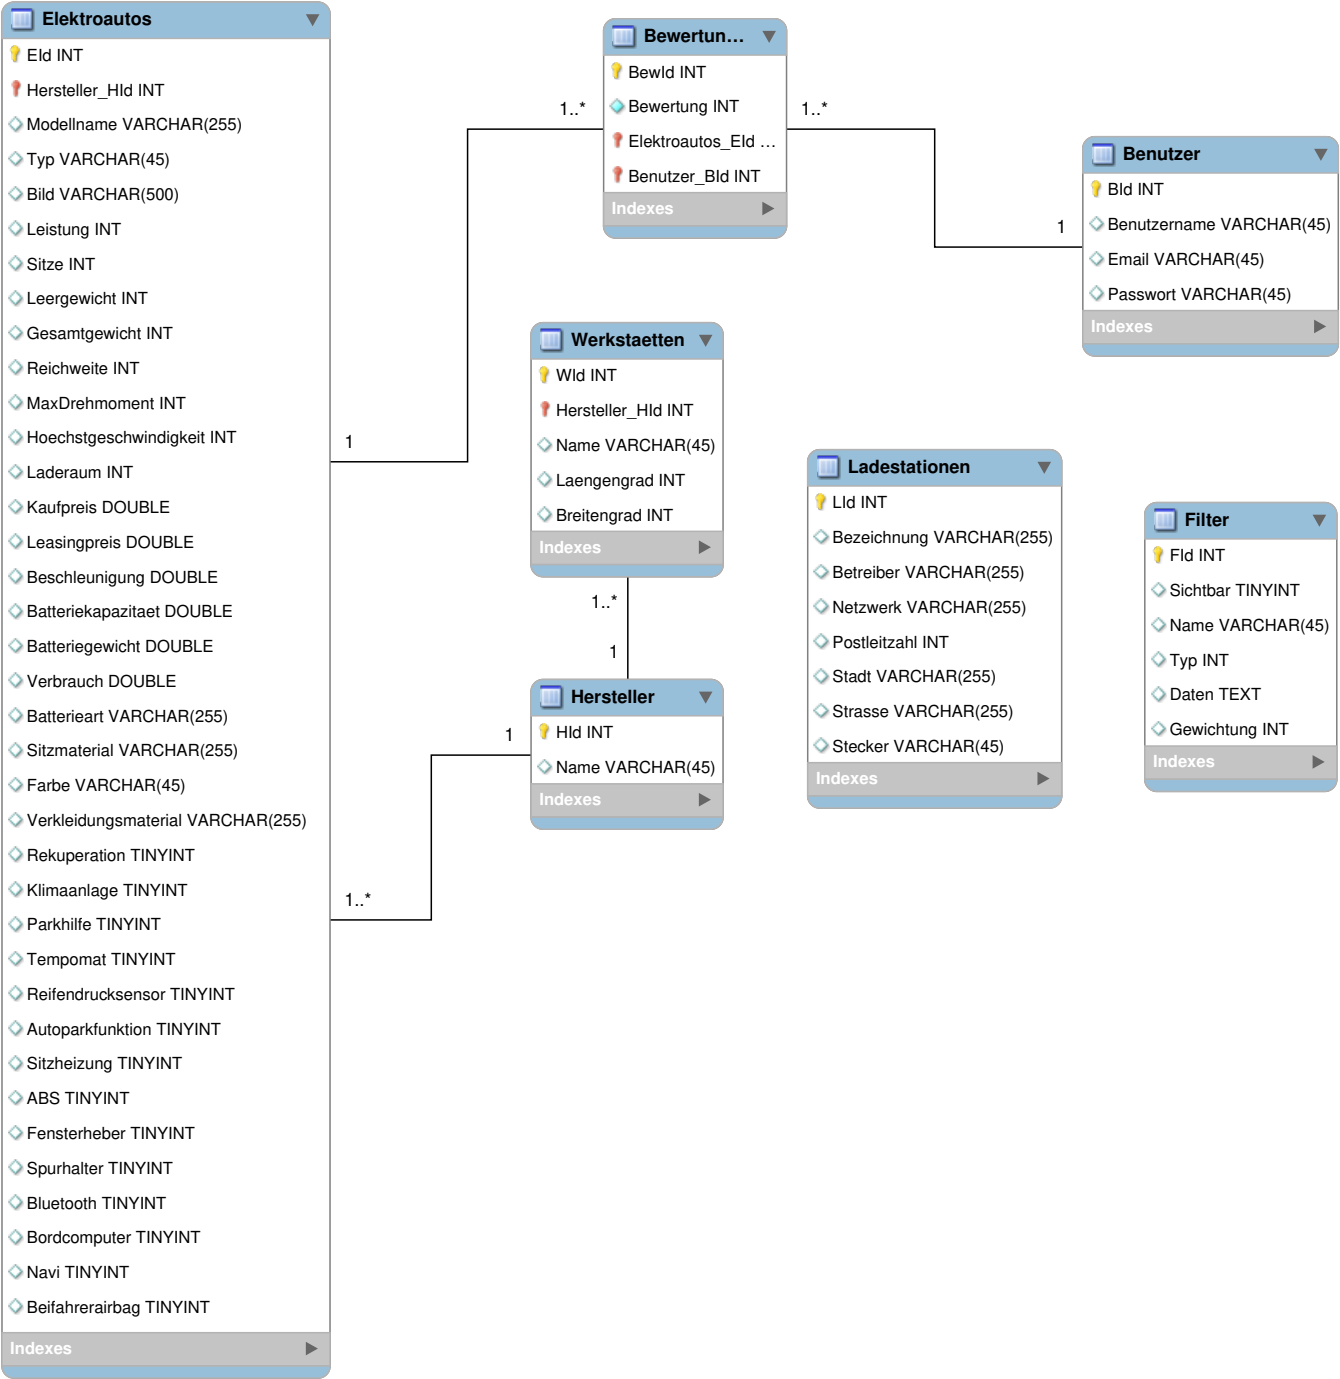 Elektroautos
EId INT
Hersteller_HId INT
Modellname VARCHAR(255)
Typ VARCHAR(45)
Bild VARCHAR(500)
Leistung INT
Sitze INT
Leergewicht INT
Gesamtgewicht INT
Reichweite INT
MaxDrehmoment INT
Hoechstgeschwindigkeit INT
Laderaum INT
Kaufpreis DOUBLE
Leasingpreis DOUBLE
Beschleunigung DOUBLE
Batteriekapazitaet DOUBLE
Batteriegewicht DOUBLE
Verbrauch DOUBLE
Batterieart VARCHAR(255)
Sitzmaterial VARCHAR(255)
Farbe VARCHAR(45)
Verkleidungsmaterial VARCHAR(255)
Rekuperation TINYINT
Klimaanlage TINYINT
Parkhilfe TINYINT
Tempomat TINYINT
Reifendrucksensor TINYINT
Autoparkfunktion TINYINT
Sitzheizung TINYINT
ABS TINYINT
Fensterheber TINYINT
Spurhalter TINYINT
Bluetooth TINYINT
Bordcomputer TINYINT
Navi TINYINT
Beifahrerairbag TINYINT
Indexes
1
1..*
1..*
1
Bewertun...
BewId INT
Bewertung INT
Elektroautos_EId ...
Benutzer_BId INT
Indexes
1..*
1
Benutzer
BId INT
Benutzername VARCHAR(45)
Email VARCHAR(45)
Passwort VARCHAR(45)
Indexes
Werkstaetten
WId INT
Hersteller_HId INT
Name VARCHAR(45)
Laengengrad INT
Breitengrad INT
Indexes
1..*
1
Hersteller
HId INT
Name VARCHAR(45)
Indexes
Ladestationen
LId INT
Bezeichnung VARCHAR(255)
Betreiber VARCHAR(255)
Netzwerk VARCHAR(255)
Postleitzahl INT
Stadt VARCHAR(255)
Strasse VARCHAR(255)
Stecker VARCHAR(45)
Indexes
Filter
FId INT
Sichtbar TINYINT
Name VARCHAR(45)
Typ INT
Daten TEXT
Gewichtung INT
Indexes